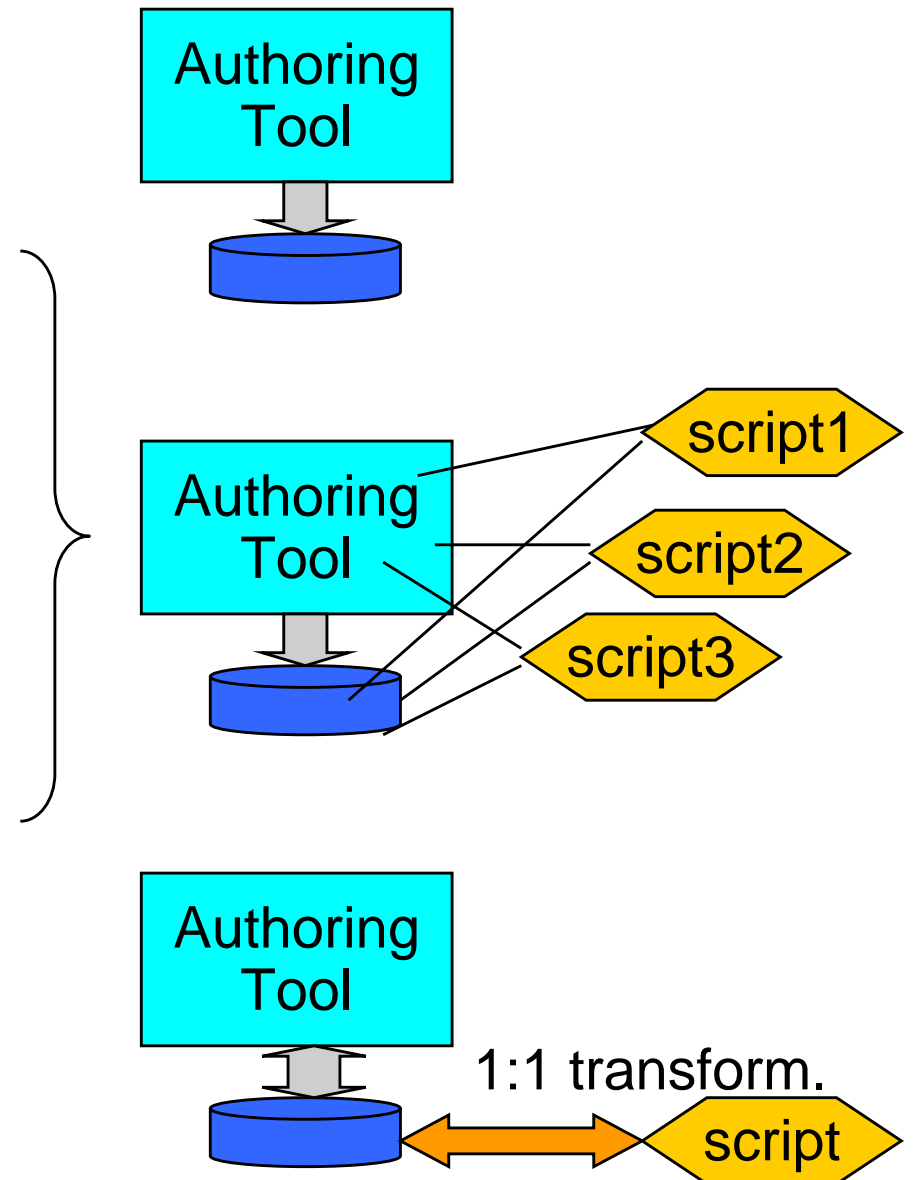 Authoring
Tool
script1
Authoring
Tool
script2
script3
Authoring
Tool
1:1 transform.
script